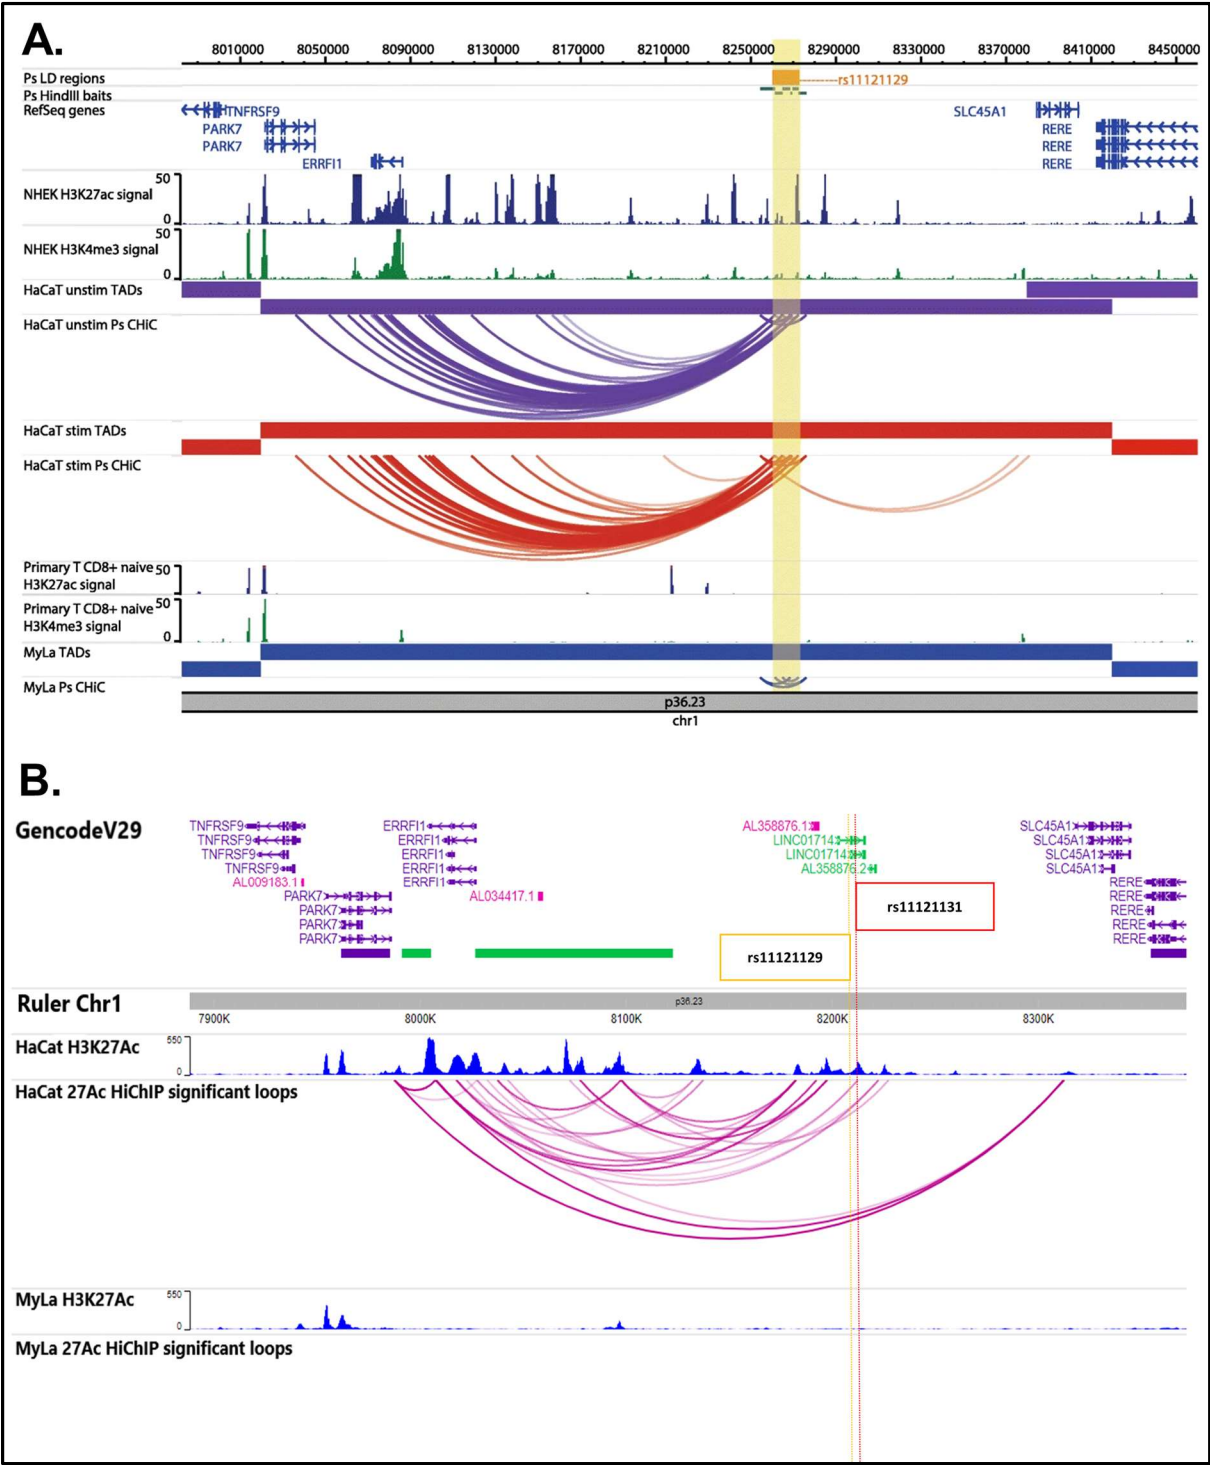 A.
8010000 8050000 8090000 8130000 8170000 8210000 8250000 8290000 8330000 8370000 8410000 8450000
Ps LD regions
rs11121129
Ps HindIII baits
RefSeq genes
TNFRSF9
SLC45A1
PARK7
RERE
PARK7
RERE
ERRFI1
RERE
50
NHEK H3K27ac signal
0
50
NHEK H3K4me3 signal
0
HaCaT unstim TADs
HaCaT unstim Ps CHiC
HaCaT stim TADs
HaCaT stim Ps CHiC
Primary T CD8+ naive 50
H3K27ac signal
0
Primary T CD8+ naive 50
H3K4me3 signal
0
MyLa TADs
MyLa Ps CHiC
p36.23
chr1
B.
GencodeV29
TNFRSF9 ERRFI1 AL358876.1 SLC45A1
TNFRSF9 ERRFI1 LINC01714 SLC45A1
TNFRSF9 ERRFI1 LINC01714 SLC45A1
TNFRSF9 ERRFI1 AL358876.2 SLC45A1
AL009183.1 ERRFI1 RERE
PARK7 AL034417.1 RERE
PARK7 RERE
rs11121131
PARK7 RERE
PARK7 RERE
rs11121129
Ruler Chr1
p36.23
7900K 8000K 8100K 8200K 8300K
550
HaCat H3K27Ac
0
HaCat 27Ac HiChIP significant loops
550
MyLa H3K27Ac
0
MyLa 27Ac HiChIP significant loops